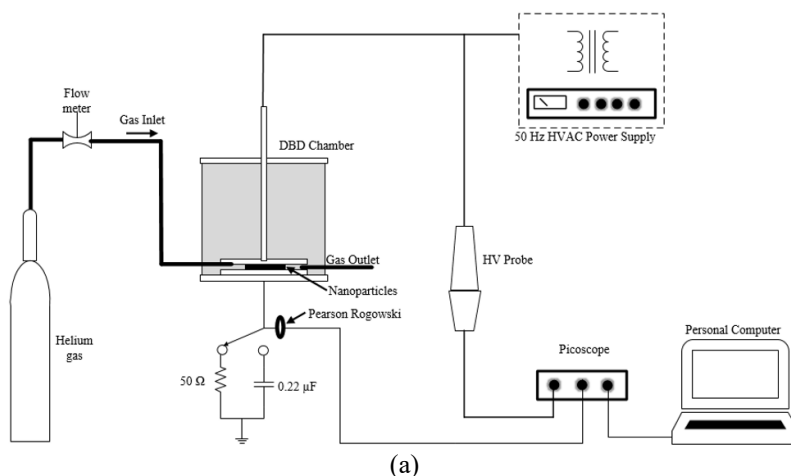 Flow
meter
Gas Inlet
DBD Chamber
50 Hz HVAC Power Supply
Gas Outlet
HV Probe
Nanoparticles
Pearson Rogowski
Helium
gas
50 Ω
0.22 µF
Picoscope
Personal Computer
(a)